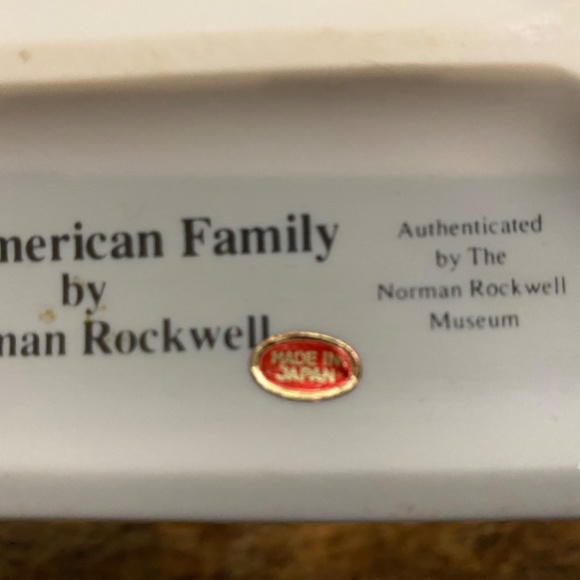 merican Family
by
man Rockwell
MADE IN
JAPAN
Authenticated
by The
Norman Rockwell
Museum